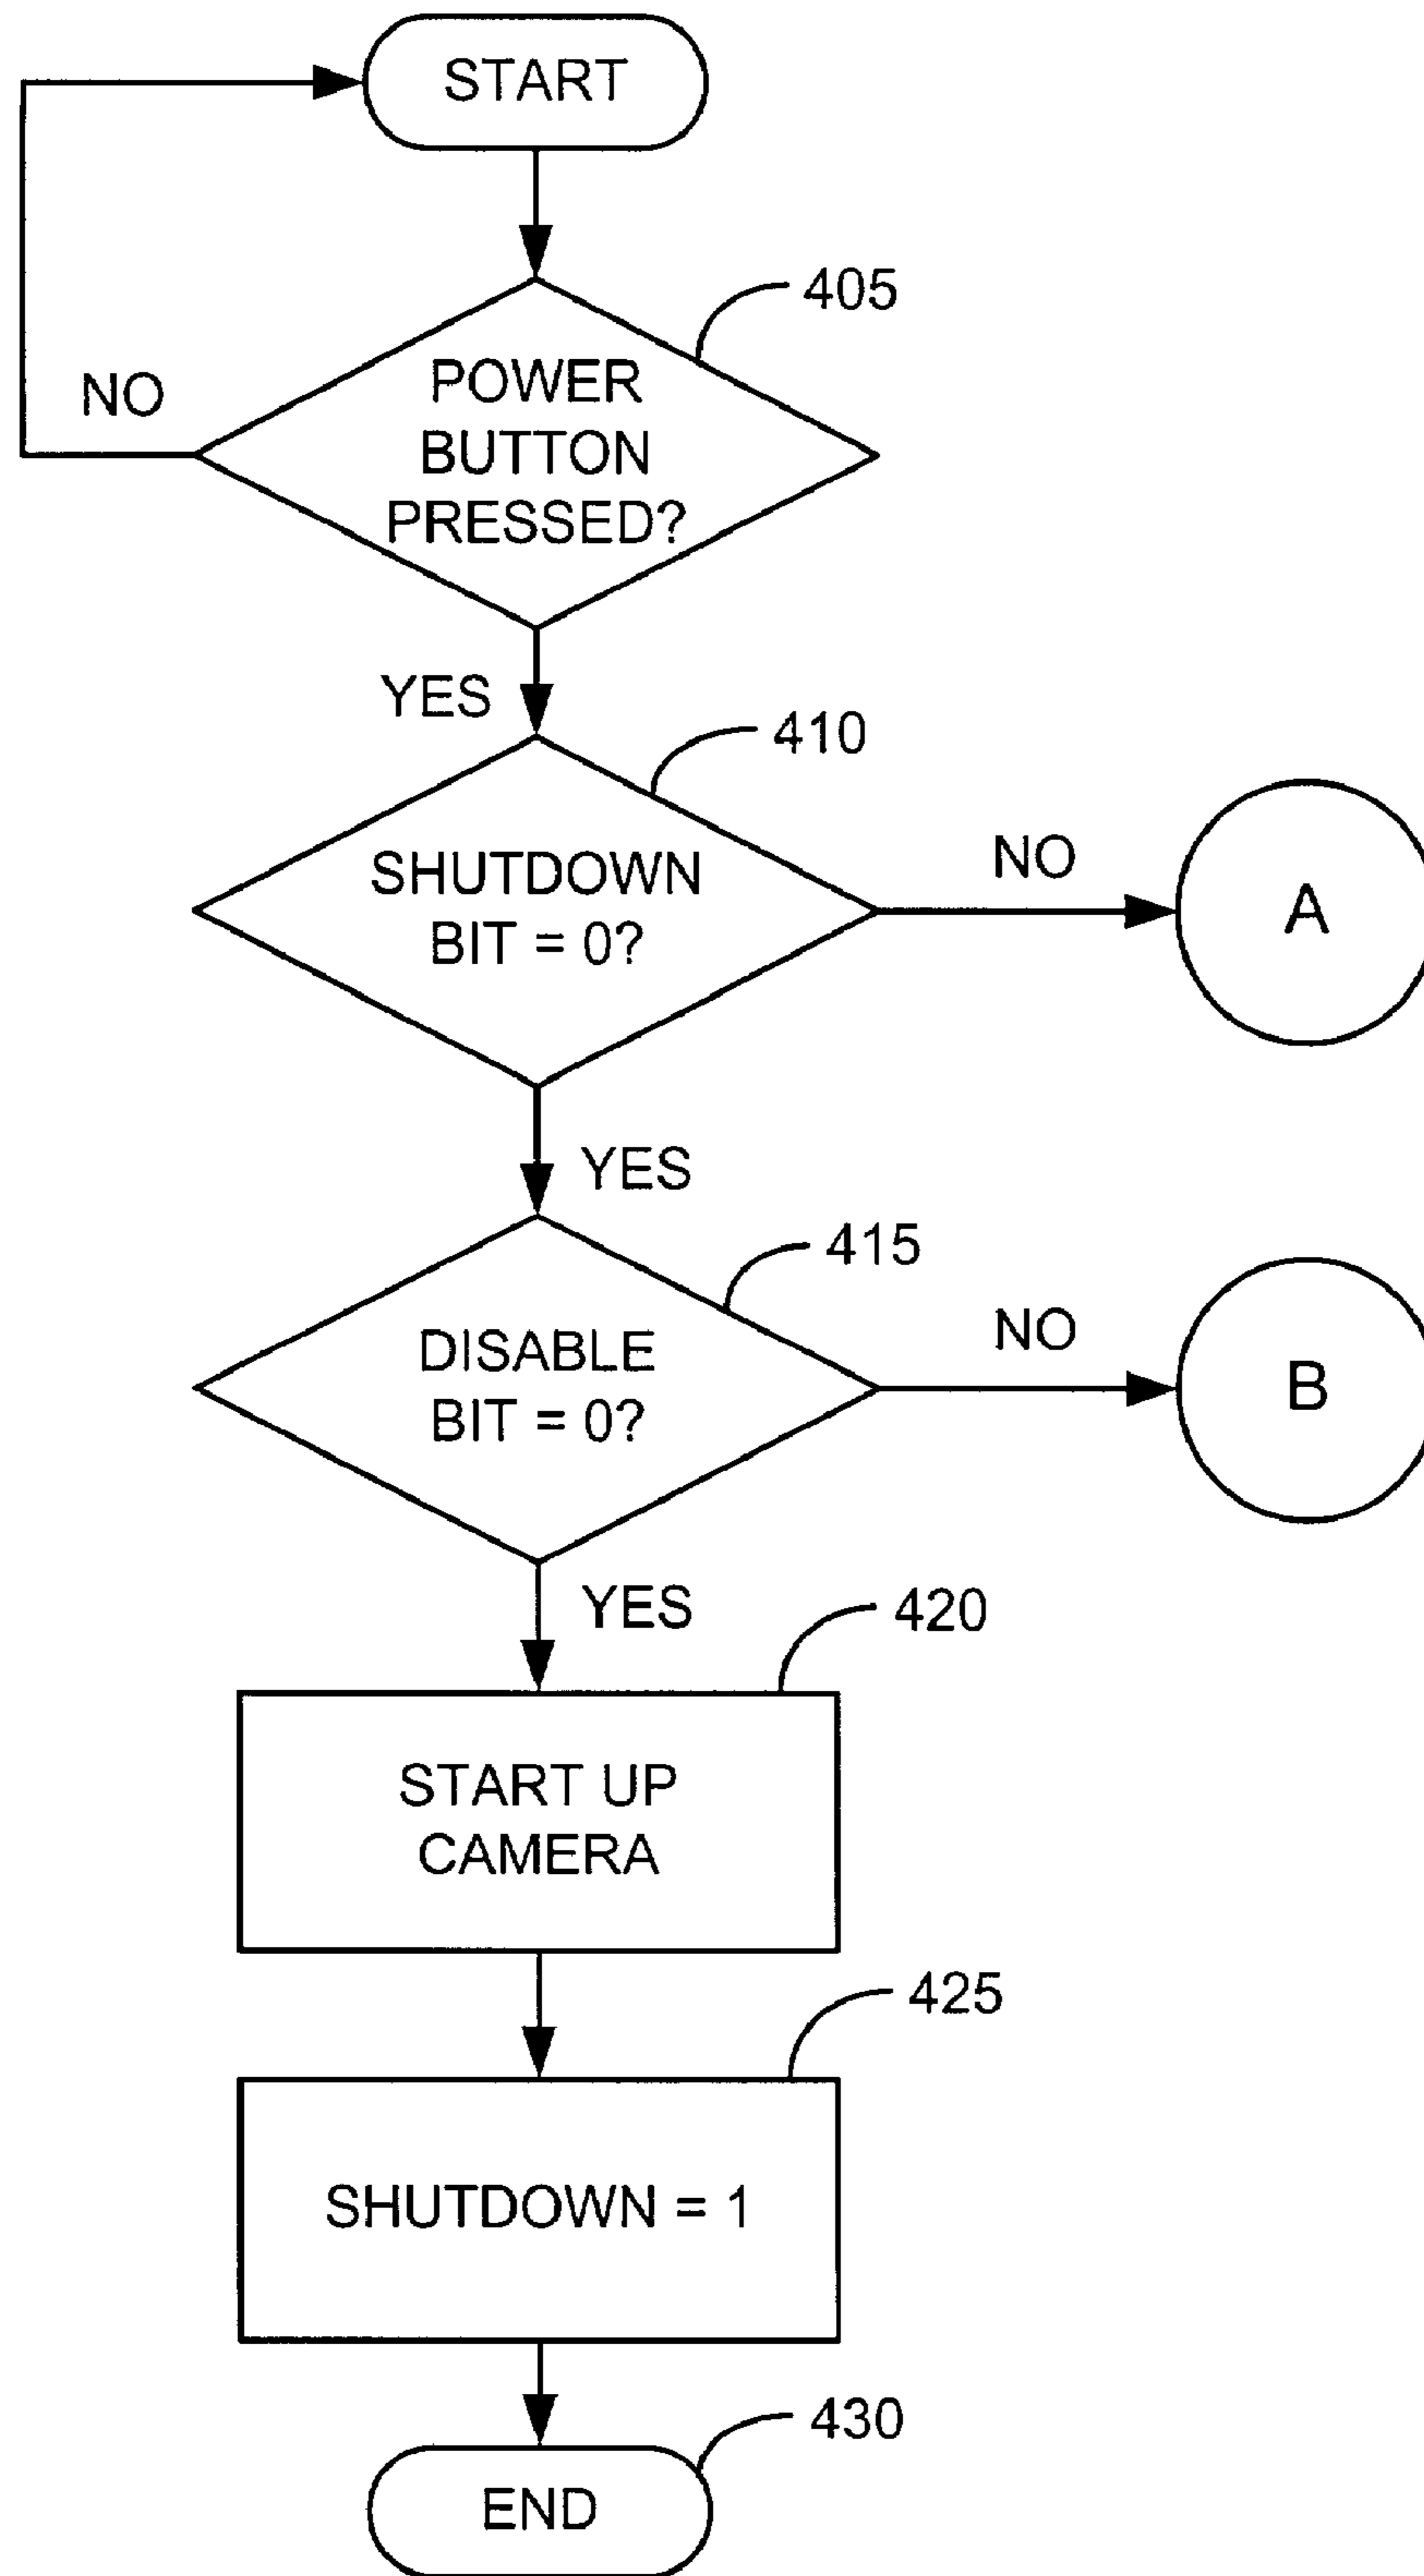 START
405
POWER
BUTTON
PRESSED?
NO
YES
410
SHUTDOWN
BIT = 0?
NO
A
YES
415
DISABLE
BIT = 0?
NO
B
YES
420
START UP
CAMERA
425
SHUTDOWN = 1
430
END